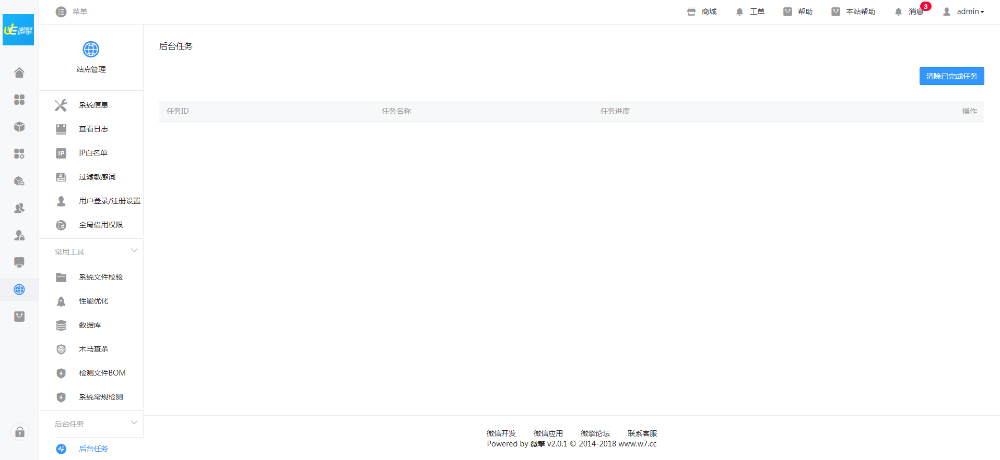 微擎
菜单
商城
工单
帮助
本站帮助
消息
3
admin
站点管理
系统信息
查看日志
IP白名单
过滤敏感词
用户登录/注册设置
全局借用权限
常用工具
系统文件校验
性能优化
数据库
木马查杀
检测文件BOM
系统常规检测
后台任务
后台任务
后台任务
清除已完成任务
任务ID 任务名称 任务进度 操作
微信开发 微信应用 微擎论坛 联系客服
Powered by 微擎 v2.0.1 © 2014-2018 www.w7.cc